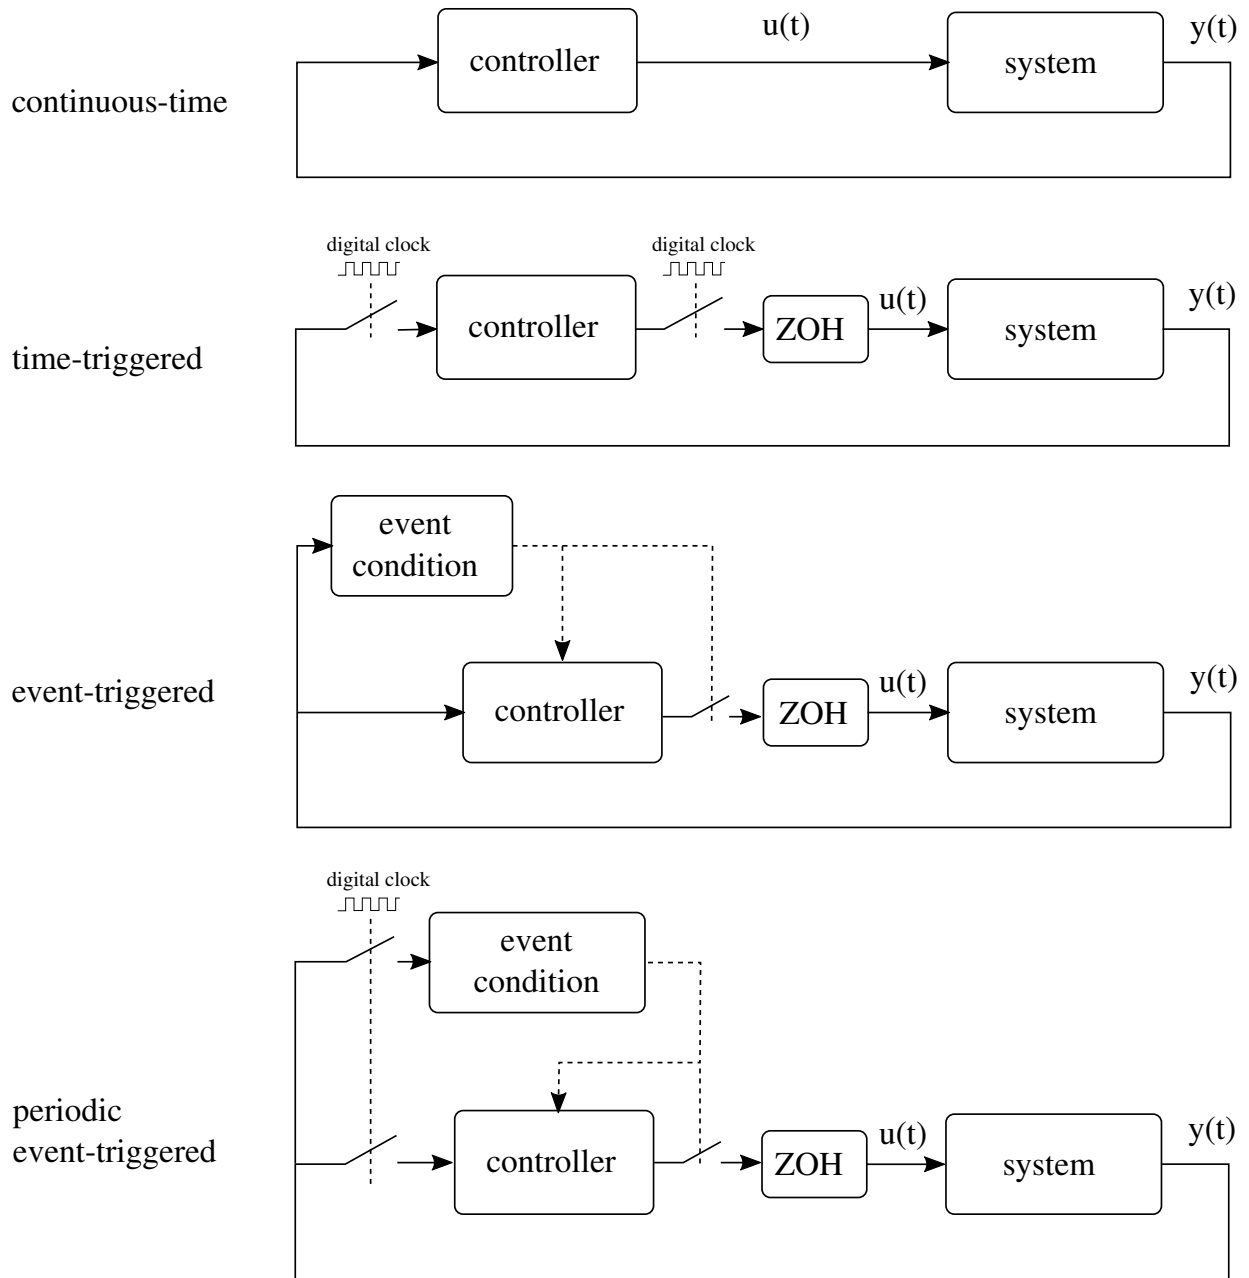 controller
u(t)
system
y(t)
continuous-time
digital clock
digital clock
controller
ZOH
u(t)
system
y(t)
time-triggered
event
condition
event-triggered
controller
ZOH
u(t)
system
y(t)
digital clock
event
condition
periodic
event-triggered
controller
ZOH
u(t)
system
y(t)